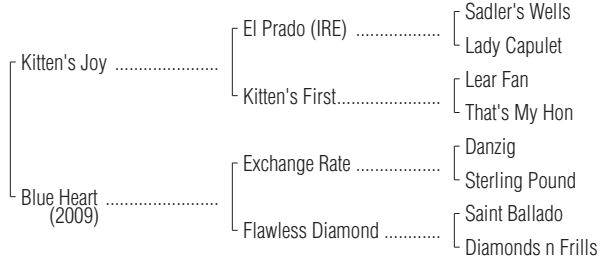 Sadler's Wells
El Prado (IRE) ..................
Lady Capulet
Kitten's Joy ......................
Lear Fan
Kitten's First......................
That's My Hon
Danzig
Exchange Rate ..................
Sterling Pound
Blue Heart ........................
(2009)
Saint Ballado
Flawless Diamond ............
Diamonds n Frills